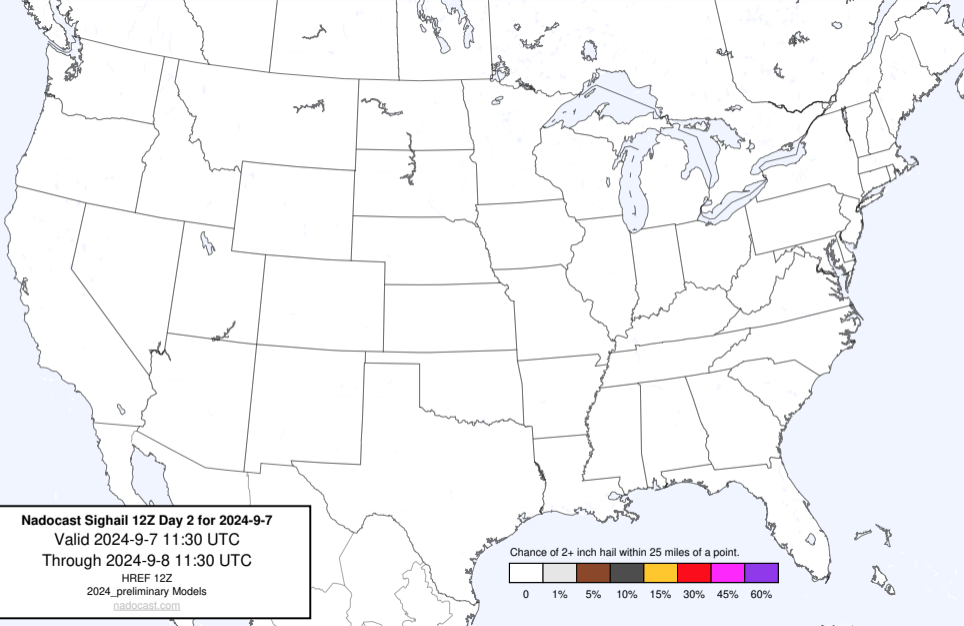 Nadocast Sighail 12Z Day 2 for 2024-9-7
Valid 2024-9-7 11:30 UTC
Through 2024-9-8 11:30 UTC
HREF 12Z
2024_preliminary Models
nadocast.com
Chance of 2+ inch hail within 25 miles of a point.
0 1% 5% 10% 15% 30% 45% 60%